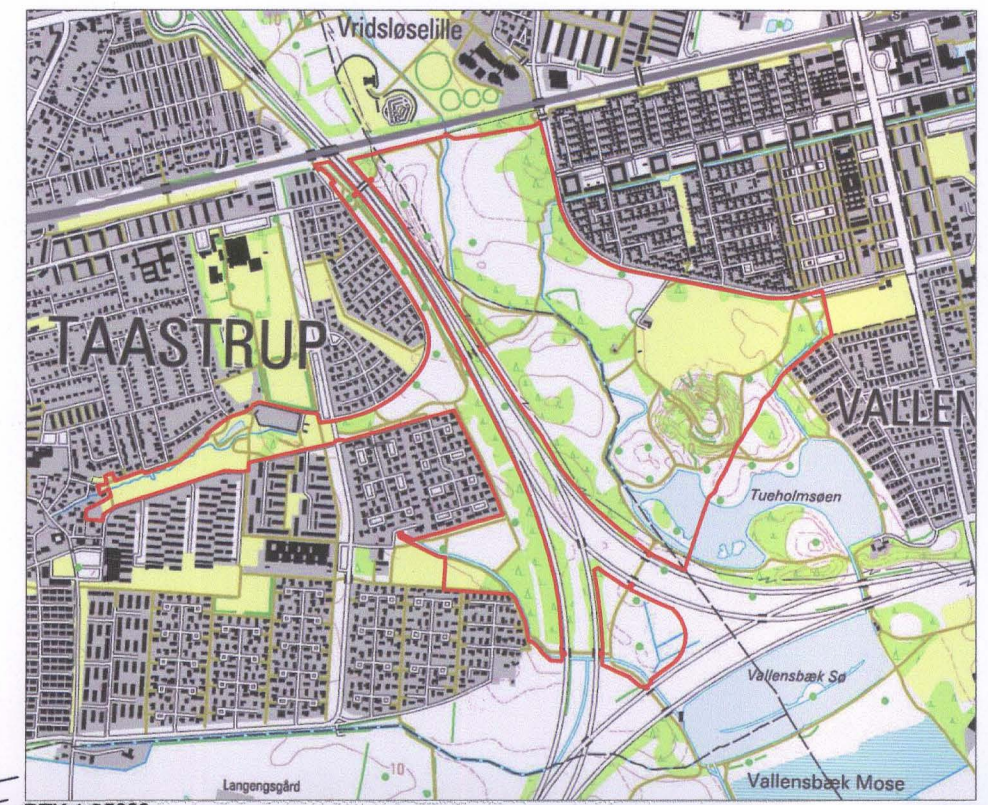 10
Vridsløselille
TAASTRUP
VALLEN
Tueholmsøen
Vallensbæk Sø
10
Langengsgård
Vallensbæk Mose